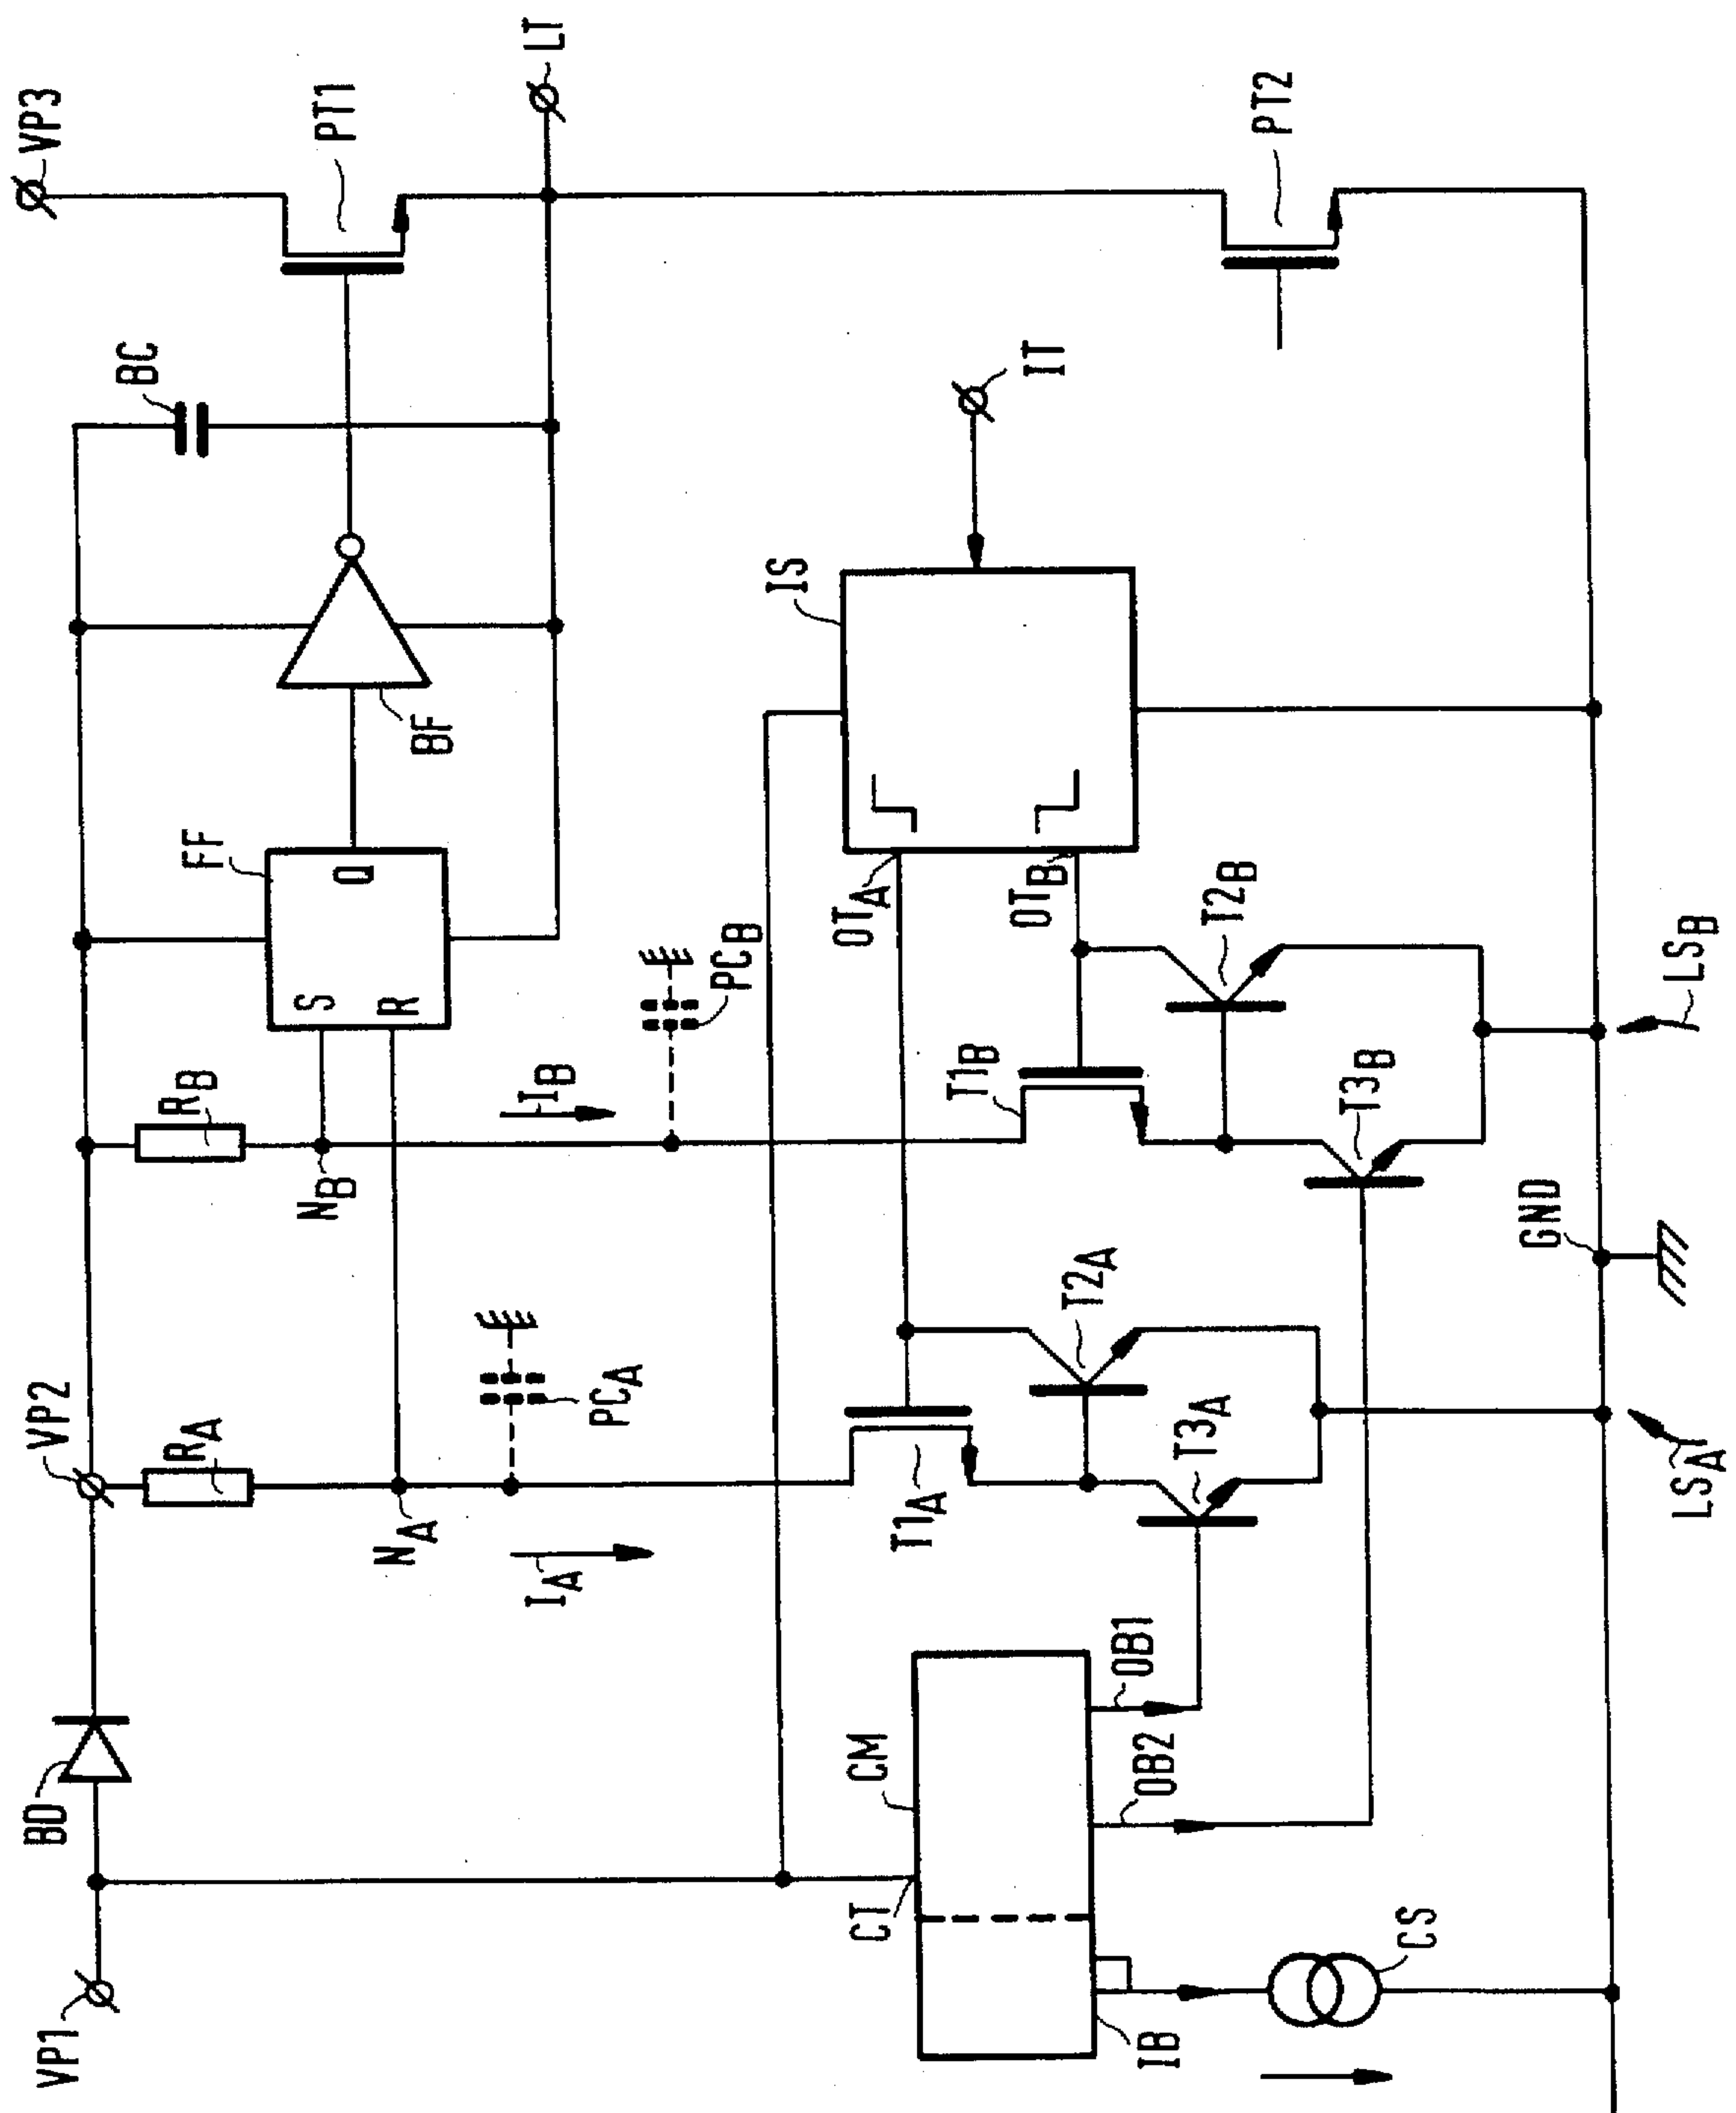 VP1
BD
VP2
RA
NA
IA
PCA
RB
NB
IB
PCB
FF
S
R
Q
BF
BC
VP3
PT1
LT
CT
CM
IB
OB2
OB1
CS
T1A
T2A
T3A
T1B
T2B
T3B
OTA
OTB
IS
IT
PT2
GND
LSA
LSB